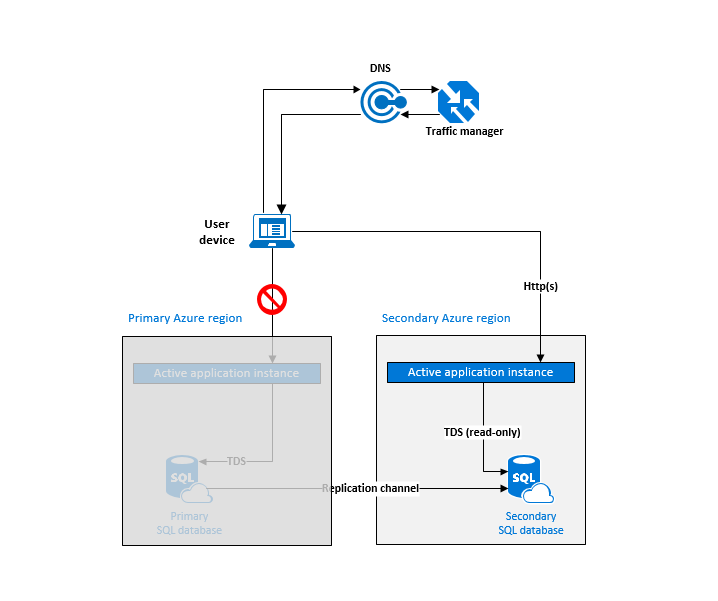 DNS
Traffic manager
User
device
Http(s)
Primary Azure region
Secondary Azure region
Active application instance
Active application instance
TDS (read-only)
TDS
SQL
SQL
Replication channel
Primary
SQL database
Secondary
SQL database